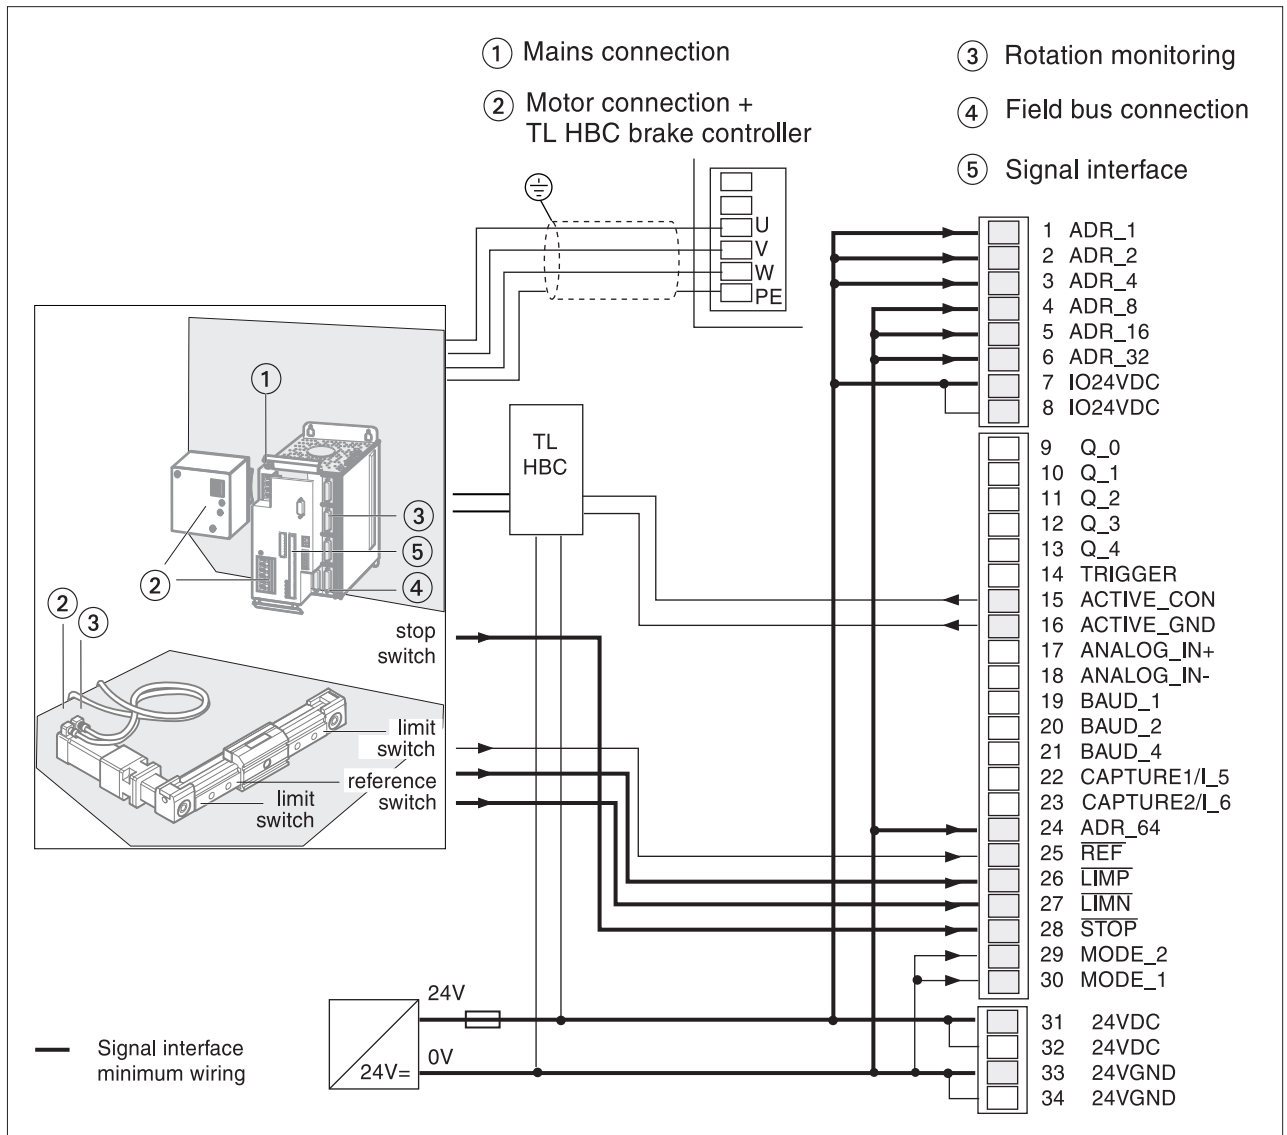 ① Mains connection
② Motor connection +
TL HBC brake controller
③ Rotation monitoring
④ Field bus connection
⑤ Signal interface
U
V
W
PE
TL
HBC
①
②
③
⑤
④
②
②
③
stop
switch
limit
switch
reference
switch
limit
switch
1 ADR_1
2 ADR_2
3 ADR_4
4 ADR_8
5 ADR_16
6 ADR_32
7 IO24VDC
8 IO24VDC
9 Q_0
10 Q_1
11 Q_2
12 Q_3
13 Q_4
14 TRIGGER
15 ACTIVE_CON
16 ACTIVE_GND
17 ANALOG_IN+
18 ANALOG_IN-
19 BAUD_1
20 BAUD_2
21 BAUD_4
22 CAPTURE1/I_5
23 CAPTURE2/I_6
24 ADR_64
25 R̅E̅F̅
26 L̅I̅M̅P̅
27 L̅I̅M̅N̅
28 S̅T̅O̅P̅
29 MODE_2
30 MODE_1
31 24VDC
32 24VDC
33 24VGND
34 24VGND
24V
0V
24V=
Signal interface
minimum wiring